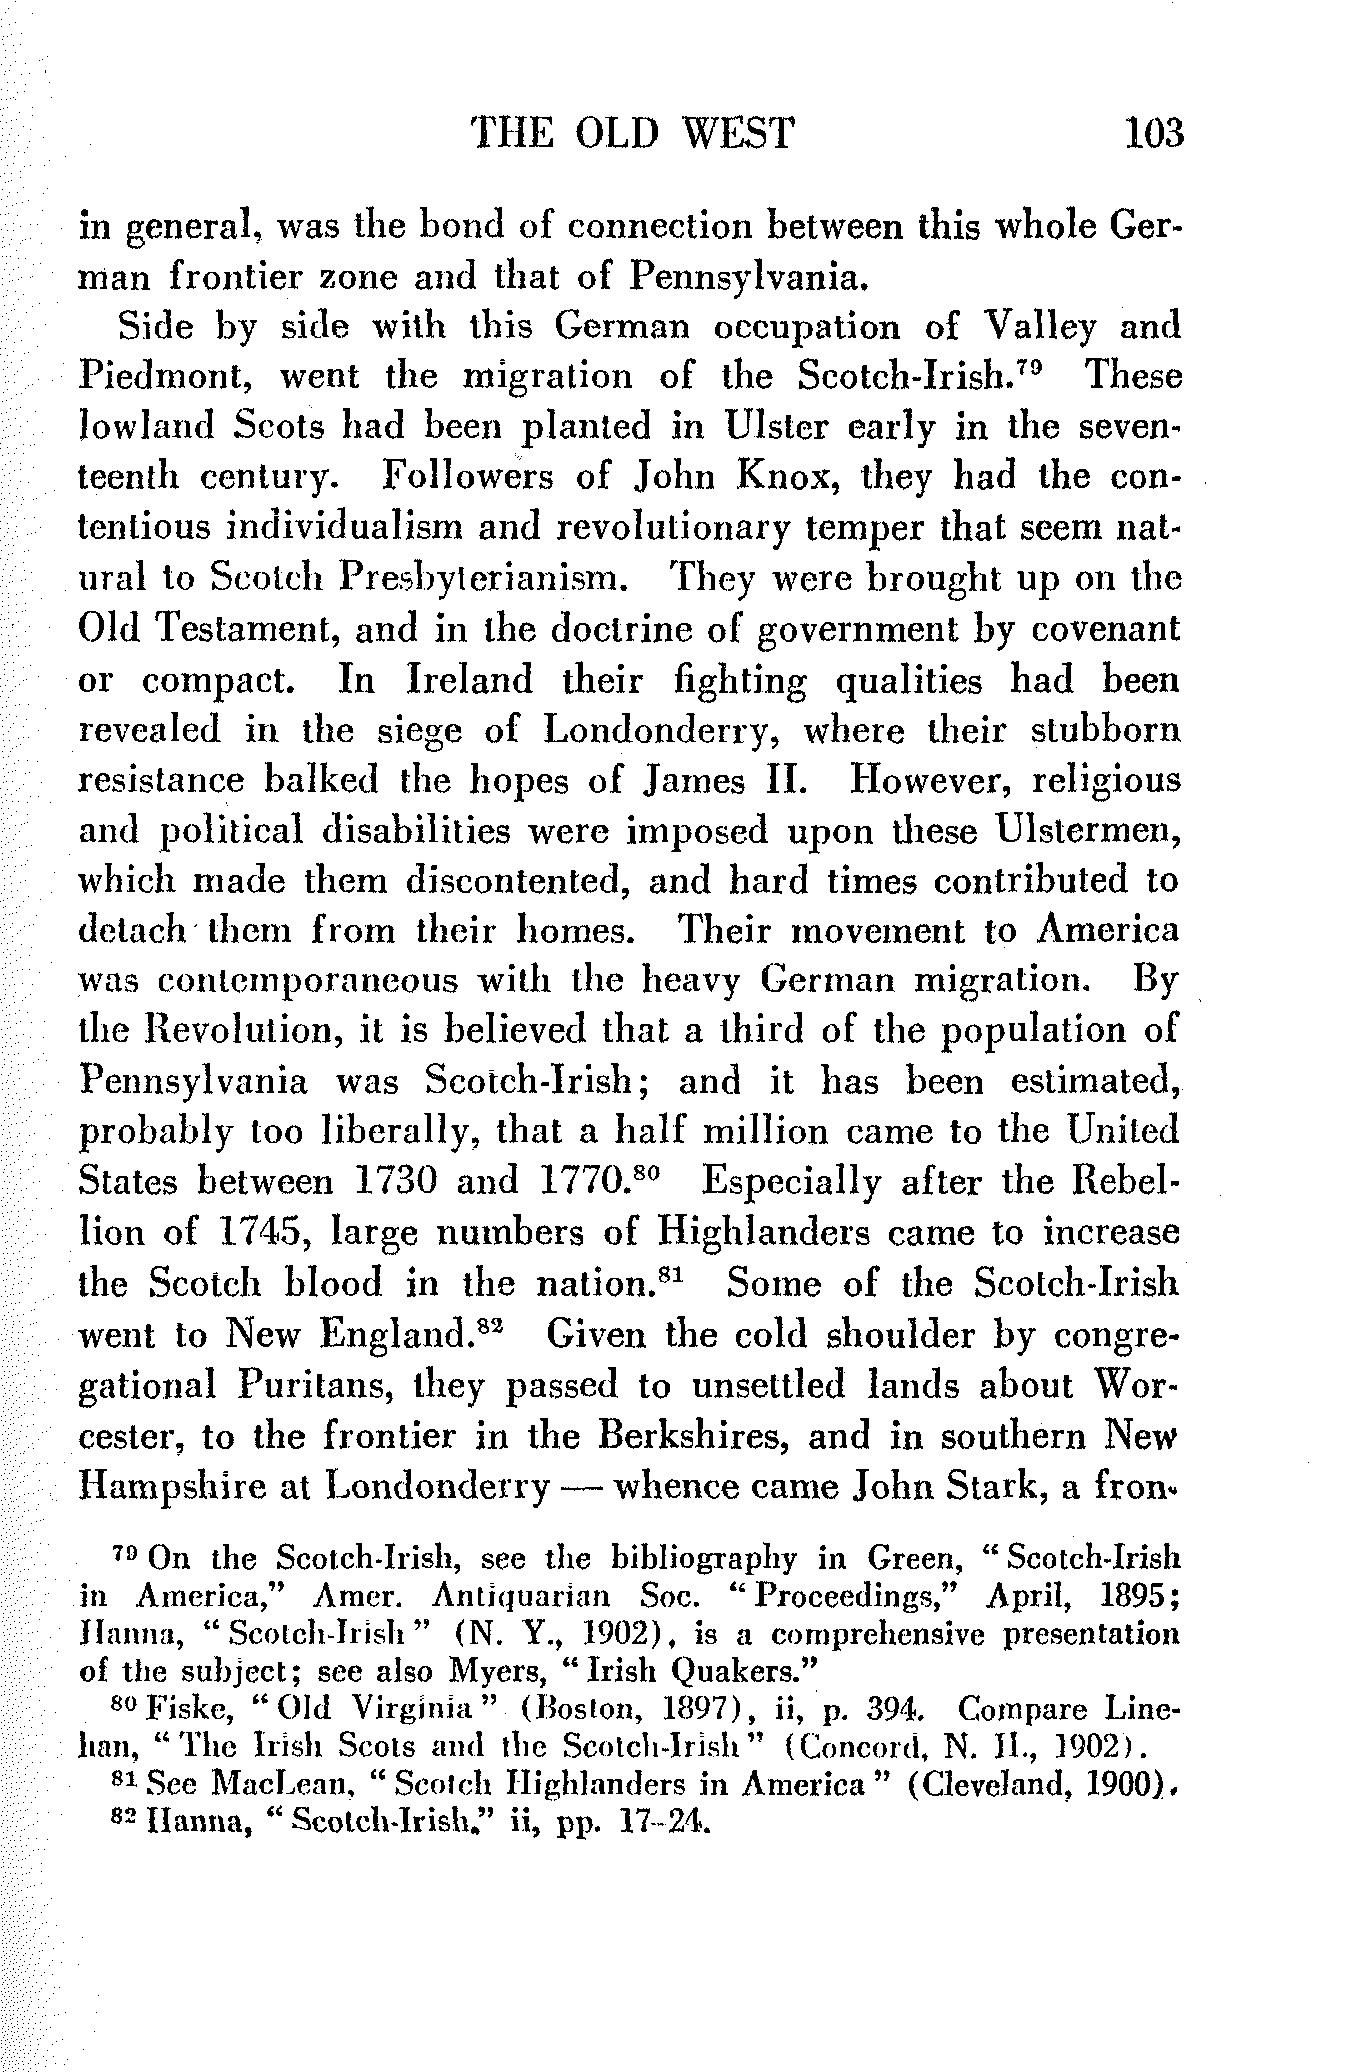 THE OLD WEST 103
in general, was the bond of connection between this whole Ger-
man frontier zone and that of Pennsylvania.
Side by side with this German occupation of Valley and
Piedmont, went the migration of the Scotch-Irish.⁷⁹ These
lowland Scots had been planted in Ulster early in the seven-
teenth century. Followers of John Knox, they had the con-
tentious individualism and revolutionary temper that seem nat-
ural to Scotch Presbyterianism. They were brought up on the
Old Testament, and in the doctrine of government by covenant
or compact. In Ireland their fighting qualities had been
revealed in the siege of Londonderry, where their stubborn
resistance balked the hopes of James II. However, religious
and political disabilities were imposed upon these Ulstermen,
which made them discontented, and hard times contributed to
detach them from their homes. Their movement to America
was contemporaneous with the heavy German migration. By
the Revolution, it is believed that a third of the population of
Pennsylvania was Scotch-Irish; and it has been estimated,
probably too liberally, that a half million came to the United
States between 1730 and 1770.⁸⁰ Especially after the Rebel-
lion of 1745, large numbers of Highlanders came to increase
the Scotch blood in the nation.⁸¹ Some of the Scotch-Irish
went to New England.⁸² Given the cold shoulder by congre-
gational Puritans, they passed to unsettled lands about Wor-
cester, to the frontier in the Berkshires, and in southern New
Hampshire at Londonderry — whence came John Stark, a fron-
⁷⁹ On the Scotch-Irish, see the bibliography in Green, "Scotch-Irish
in America," Amer. Antiquarian Soc. "Proceedings," April, 1895;
Hanna, "Scotch-Irish" (N. Y., 1902), is a comprehensive presentation
of the subject; see also Myers, "Irish Quakers."
⁸⁰ Fiske, "Old Virginia" (Boston, 1897), ii, p. 394. Compare Line-
han, "The Irish Scots and the Scotch-Irish" (Concord, N. H., 1902).
⁸¹ See MacLean, "Scotch Highlanders in America" (Cleveland, 1900).
⁸² Hanna, "Scotch-Irish," ii, pp. 17-24.